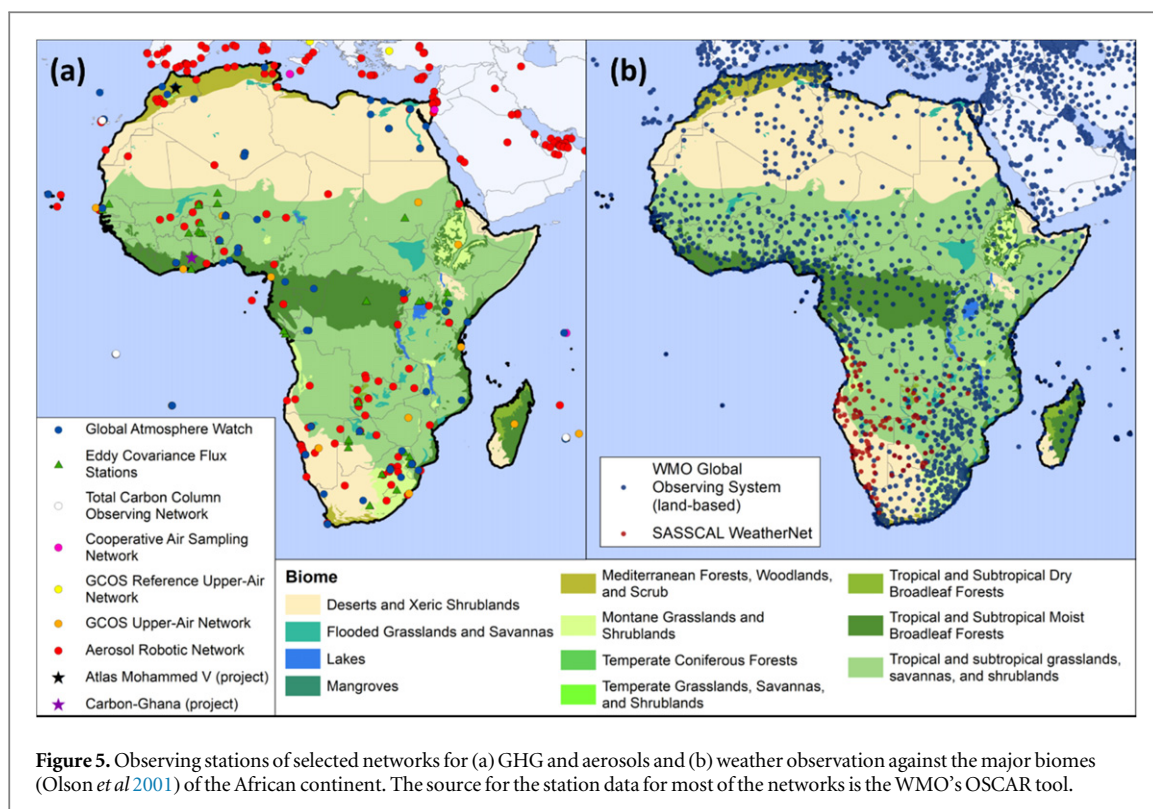 (a)
(b)
Global Atmosphere Watch
Eddy Covariance Flux
Stations
Total Carbon Column
Observing Network
Cooperative Air Sampling
Network
GCOS Reference Upper-Air
Network
GCOS Upper-Air Network
Aerosol Robotic Network
Atlas Mohammed V (project)
Carbon-Ghana (project)
WMO Global
Observing System
(land-based)
SASSCAL WeatherNet
Biome
Deserts and Xeric Shrublands
Flooded Grasslands and Savannas
Lakes
Mangroves
Mediterranean Forests, Woodlands,
and Scrub
Montane Grasslands and
Shrublands
Temperate Coniferous Forests
Temperate Grasslands, Savannas,
and Shrublands
Tropical and Subtropical Dry
Broadleaf Forests
Tropical and Subtropical Moist
Broadleaf Forests
Tropical and subtropical grasslands,
savannas, and shrublands
Figure 5. Observing stations of selected networks for (a) GHG and aerosols and (b) weather observation against the major biomes
(Olson et al 2001) of the African continent. The source for the station data for most of the networks is the WMO's OSCAR tool.